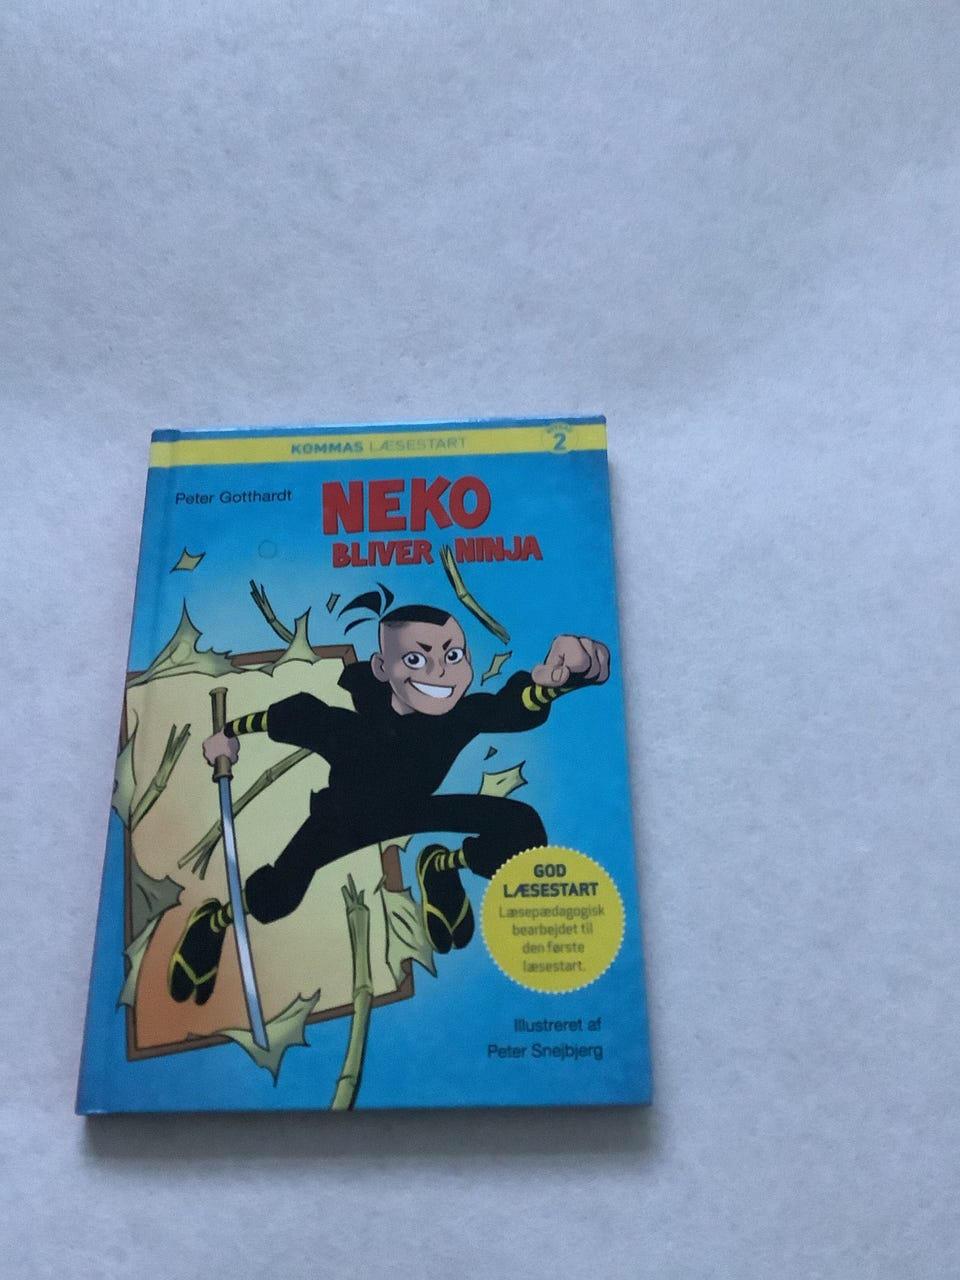 KOMMAS LÆSESTART
2
Peter Gotthardt
NEKO
BLIVER NINJA
GOD
LÆSESTART
Læsepædagogisk
bearbejdet til
den første
læsestart.
Illustreret af
Peter Snejbjerg